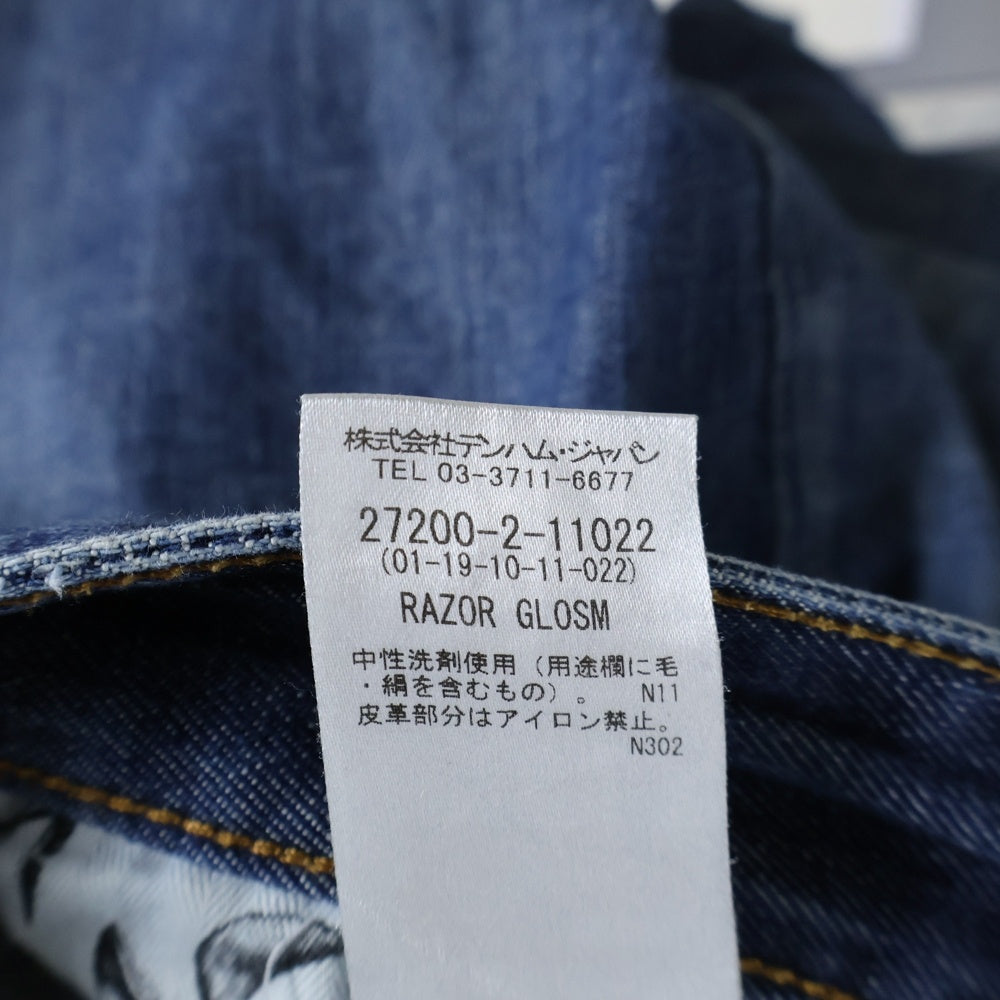 株式会社デンハム・ジャパン
TEL 03-3711-6677
27200-2-11022
(01-19-10-11-022)
RAZOR GLOSM
中性洗剤使用（用途欄に毛
・絹を含むもの）。 N11
皮革部分はアイロン禁止。
N302